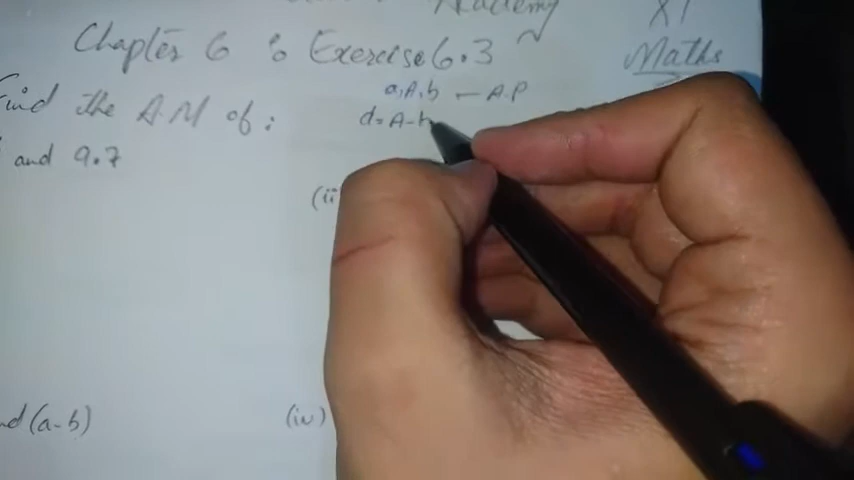 Academy XI
Chapter 6 : Exercise 6.3 Maths
Find the A.M of: a,A,b ← A.P
d=A-b
and 9.7
(ii
nd (a-b) (iv)